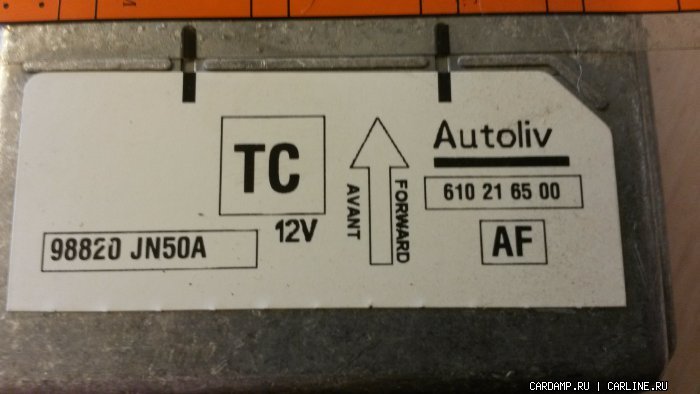 TC
12V
98820 JN50A
AVANT
FORWARD
Autoliv
610 21 65 00
AF
CARDAMP.RU | CARLINE.RU